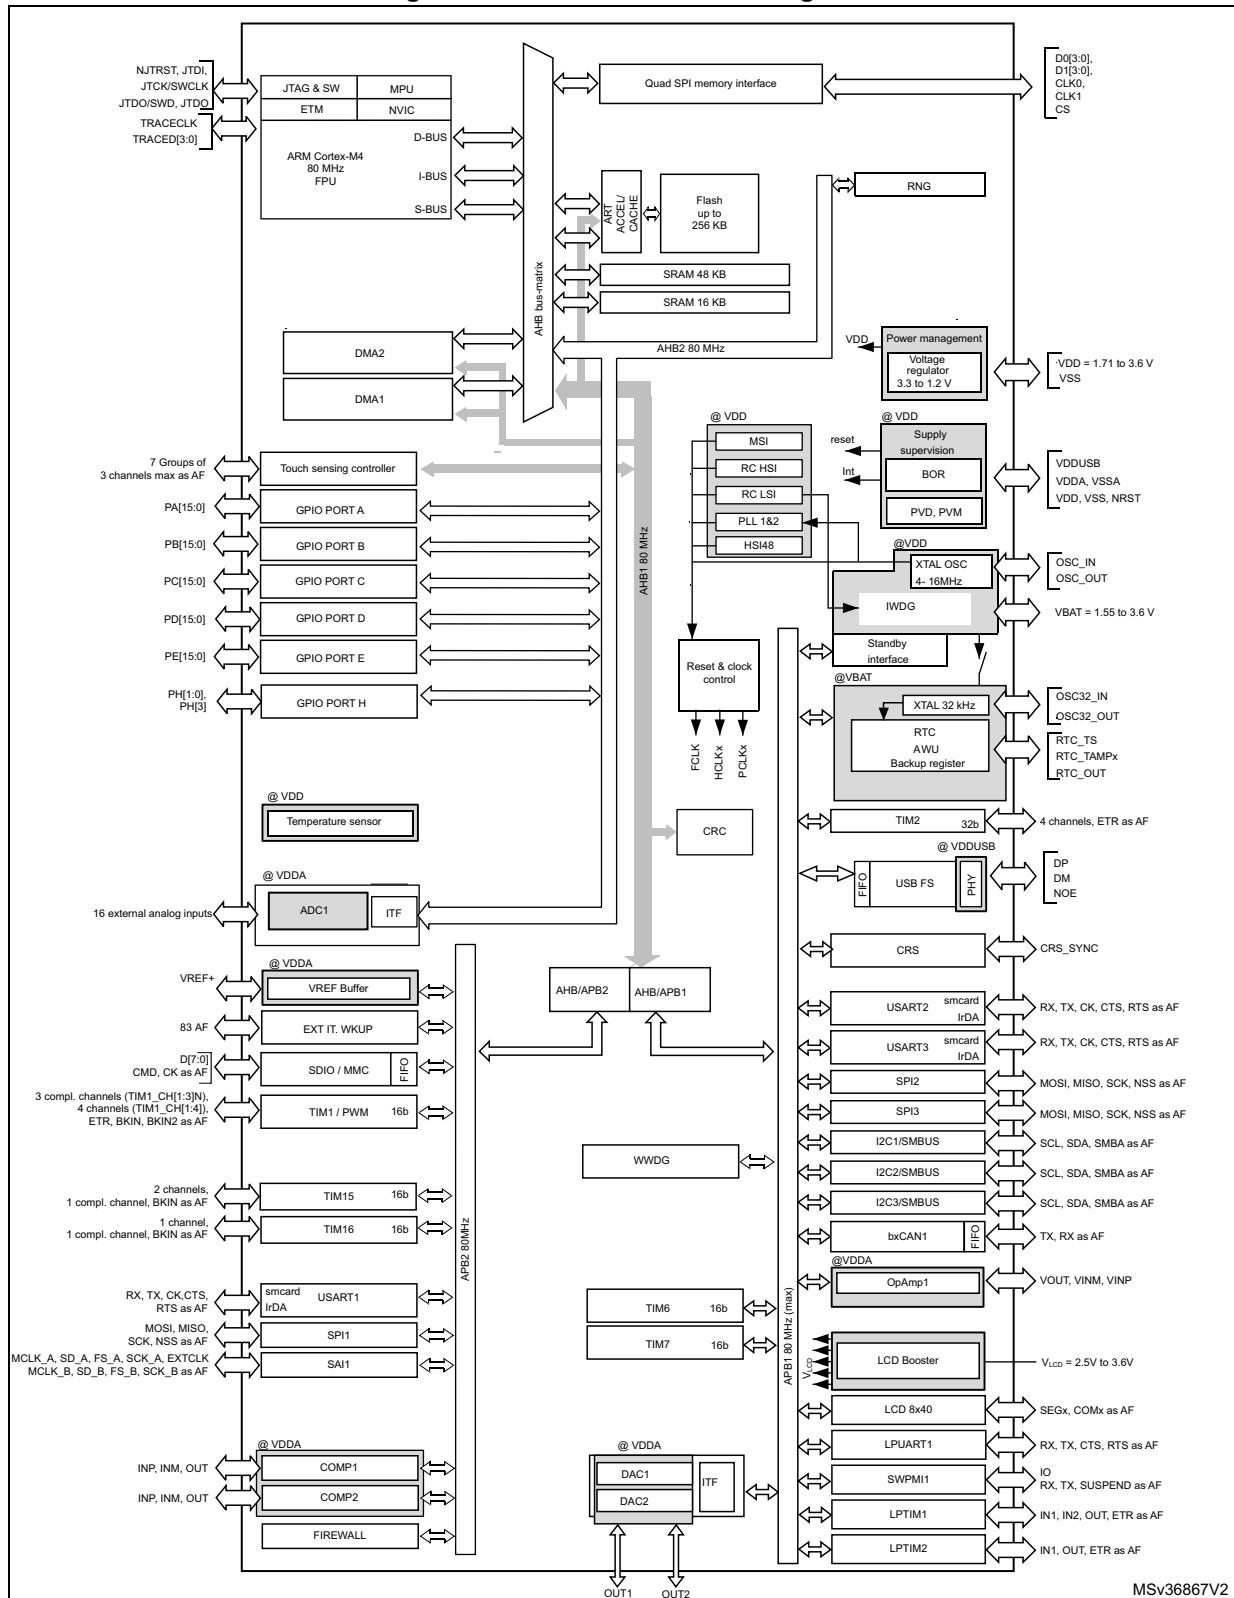 NJTRST, JTDI,
JTCK/SWCLK
JTDO/SWD, JTDO
TRACECLK
TRACED[3:0]
JTAG & SW
MPU
ETM
NVIC
ARM Cortex-M4
80 MHz
FPU
D-BUS
I-BUS
S-BUS
AHB bus-matrix
Quad SPI memory interface
D0[3:0],
D1[3:0],
CLK0,
CLK1
CS
ART
ACCEL/
CACHE
Flash
up to
256 KB
RNG
SRAM 48 KB
SRAM 16 KB
AHB2 80 MHz
DMA2
DMA1
VDD
Power management
Voltage
regulator
3.3 to 1.2 V
VDD = 1.71 to 3.6 V
VSS
@ VDD
MSI
RC HSI
RC LSI
PLL 1&2
HSI48
@ VDD
reset
Int
Supply
supervision
BOR
PVD, PVM
VDDUSB
VDDA, VSSA
VDD, VSS, NRST
7 Groups of
3 channels max as AF
Touch sensing controller
PA[15:0]
GPIO PORT A
PB[15:0]
GPIO PORT B
PC[15:0]
GPIO PORT C
PD[15:0]
GPIO PORT D
PE[15:0]
GPIO PORT E
PH[1:0],
PH[3]
GPIO PORT H
AHB1 80 MHz
@VDD
XTAL OSC
4- 16MHz
IWDG
OSC_IN
OSC_OUT
VBAT = 1.55 to 3.6 V
Standby
interface
Reset & clock
control
FCLK
HCLKx
PCLKx
@VBAT
XTAL 32 kHz
RTC
AWU
Backup register
OSC32_IN
OSC32_OUT
RTC_TS
RTC_TAMPx
RTC_OUT
@ VDD
Temperature sensor
CRC
TIM2
32b
4 channels, ETR as AF
@ VDDUSB
FIFO
USB FS
PHY
DP
DM
NOE
@ VDDA
16 external analog inputs
ADC1
ITF
CRS
CRS_SYNC
@ VDDA
VREF+
VREF Buffer
AHB/APB2
AHB/APB1
83 AF
EXT IT. WKUP
D[7:0]
CMD, CK as AF
SDIO / MMC
FIFO
3 compl. channels (TIM1_CH[1:3]N),
4 channels (TIM1_CH[1:4]),
ETR, BKIN, BKIN2 as AF
TIM1 / PWM
16b
2 channels,
1 compl. channel, BKIN as AF
TIM15
16b
1 channel,
1 compl. channel, BKIN as AF
TIM16
16b
RX, TX, CK,CTS,
RTS as AF
smcard
IrDA
USART1
MOSI, MISO,
SCK, NSS as AF
SPI1
MCLK_A, SD_A, FS_A, SCK_A, EXTCLK
MCLK_B, SD_B, FS_B, SCK_B as AF
SAI1
APB2 80MHz
@ VDDA
INP, INM, OUT
COMP1
INP, INM, OUT
COMP2
FIREWALL
WWDG
TIM6
16b
TIM7
16b
@ VDDA
DAC1
DAC2
ITF
OUT1
OUT2
APB1 80 MHz (max)
USART2
smcard
IrDA
RX, TX, CK, CTS, RTS as AF
USART3
smcard
IrDA
RX, TX, CK, CTS, RTS as AF
SPI2
MOSI, MISO, SCK, NSS as AF
SPI3
MOSI, MISO, SCK, NSS as AF
I2C1/SMBUS
SCL, SDA, SMBA as AF
I2C2/SMBUS
SCL, SDA, SMBA as AF
I2C3/SMBUS
SCL, SDA, SMBA as AF
bxCAN1
FIFO
TX, RX as AF
@VDDA
OpAmp1
VOUT, VINM, VINP
VLCD
LCD Booster
VLCD = 2.5V to 3.6V
LCD 8x40
SEGx, COMx as AF
LPUART1
RX, TX, CTS, RTS as AF
SWPMI1
IO
RX, TX, SUSPEND as AF
LPTIM1
IN1, IN2, OUT, ETR as AF
LPTIM2
IN1, OUT, ETR as AF
MSv36867V2